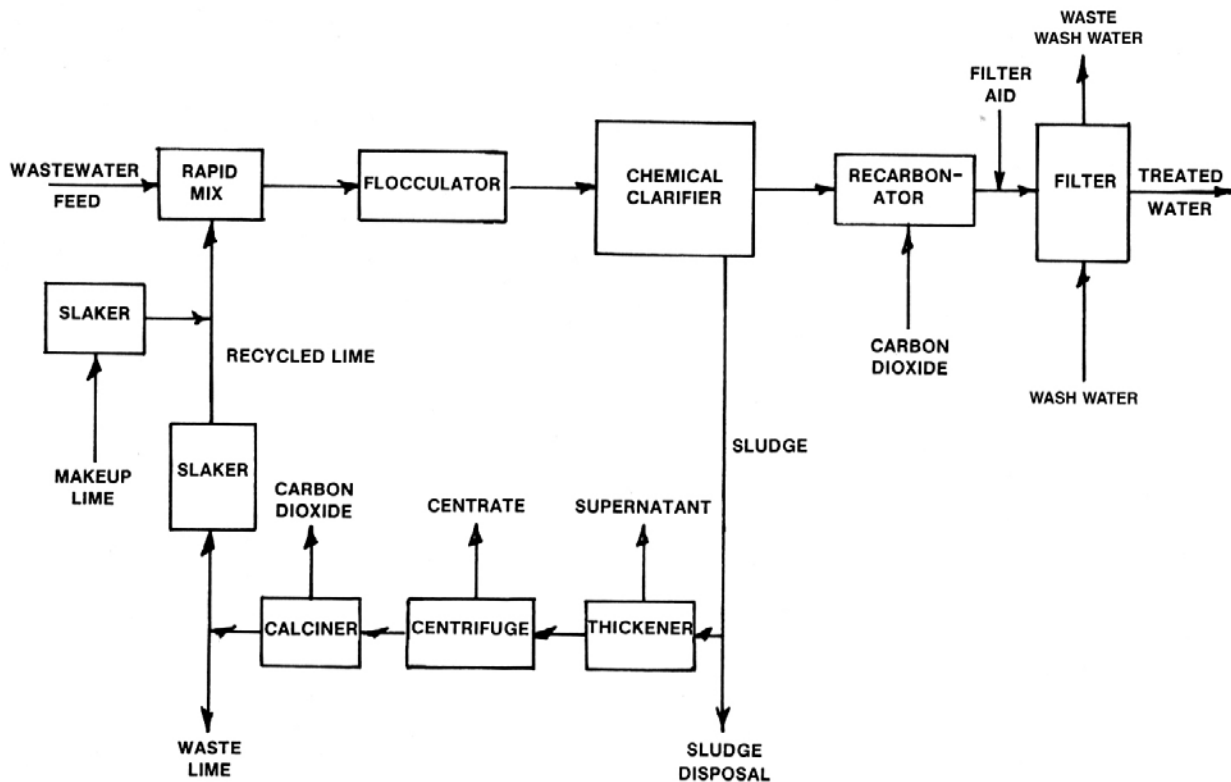 WASTE
WASH WATER
FILTER
AID
WASTEWATER
FEED
RAPID
MIX
FLOCCULATOR
CHEMICAL
CLARIFIER
RECARBON-
ATOR
FILTER
TREATED
WATER
SLAKER
RECYCLED LIME
CARBON
DIOXIDE
WASH WATER
MAKEUP
LIME
SLAKER
SLUDGE
CARBON
DIOXIDE
CENTRATE
SUPERNATANT
CALCINER
CENTRIFUGE
THICKENER
WASTE
LIME
SLUDGE
DISPOSAL